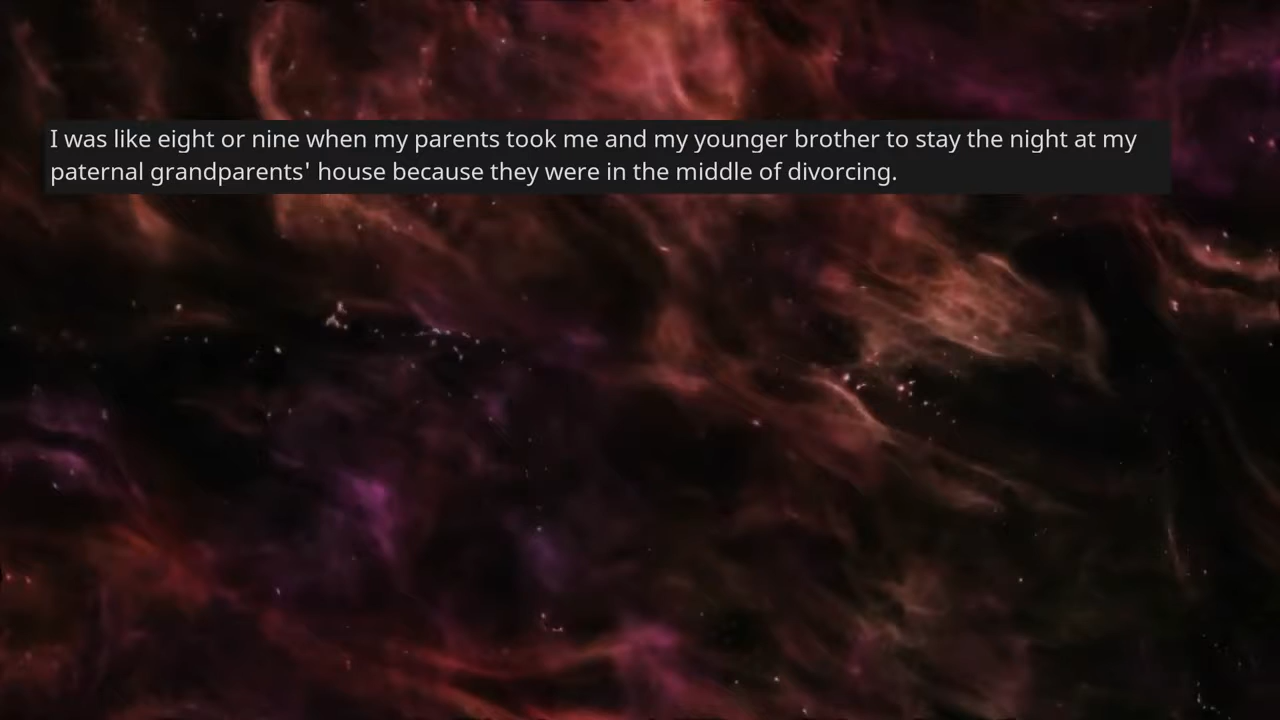 I was like eight or nine when my parents took me and my younger brother to stay the night at my
paternal grandparents' house because they were in the middle of divorcing.